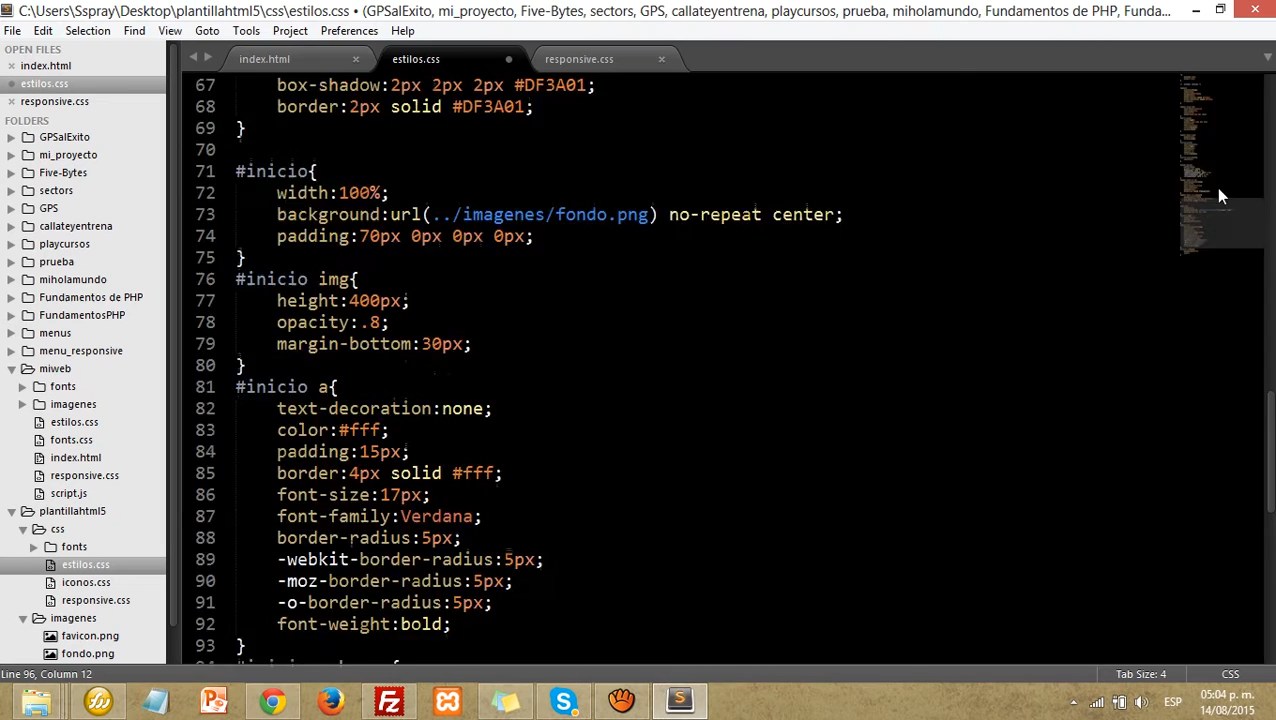 C:\Users\Sspray\Desktop\plantillahtml5\css\estilos.css • (GPSalExito, mi_proyecto, Five-Bytes, sectors, GPS, callateyentrena, playcursos, prueba, miholamundo, Fundamentos de PHP, Funda...
File Edit Selection Find View Goto Tools Project Preferences Help
OPEN FILES
index.html
estilos.css
responsive.css
FOLDERS
GPSalExito
mi_proyecto
Five-Bytes
sectors
GPS
callateyentrena
playcursos
prueba
miholamundo
Fundamentos de PHP
FundamentosPHP
menus
menu_responsive
miweb
fonts
imagenes
estilos.css
fonts.css
index.html
responsive.css
script.js
plantillahtml5
css
fonts
estilos.css
iconos.css
responsive.css
imagenes
favicon.png
fondo.png
index.html estilos.css responsive.css
67 box-shadow:2px 2px 2px #DF3A01;
68 border:2px solid #DF3A01;
69 }
70
71 #inicio{
72 width:100%;
73 background:url(../imagenes/fondo.png) no-repeat center;
74 padding:70px 0px 0px 0px;
75 }
76 #inicio img{
77 height:400px;
78 opacity:.8;
79 margin-bottom:30px;
80 }
81 #inicio a{
82 text-decoration:none;
83 color:#fff;
84 padding:15px;
85 border:4px solid #fff;
86 font-size:17px;
87 font-family:Verdana;
88 border-radius:5px;
89 -webkit-border-radius:5px;
90 -moz-border-radius:5px;
91 -o-border-radius:5px;
92 font-weight:bold;
93 }
Line 96, Column 12 Tab Size: 4 CSS
ESP
05:04 p. m.
14/08/2015